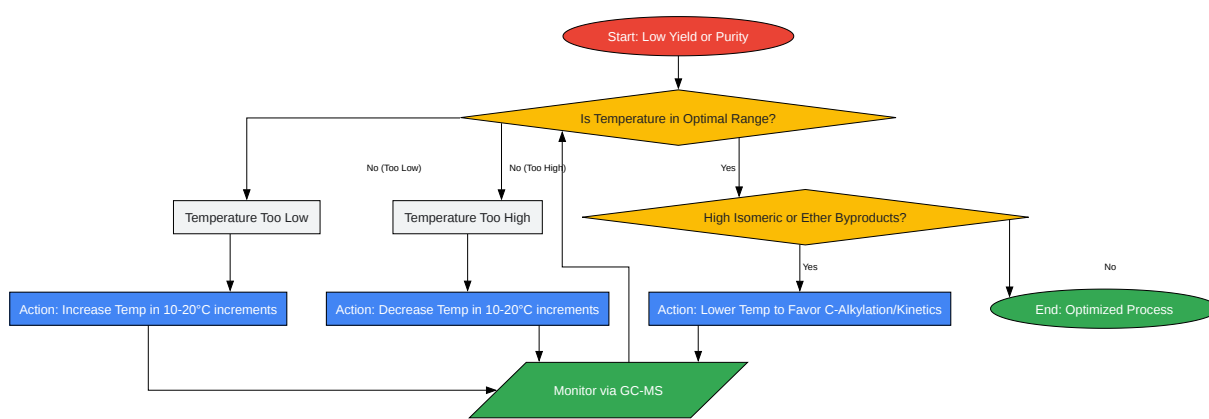 Start: Low Yield or Purity
Is Temperature in Optimal Range?
No (Too Low)
No (Too High)
Yes
Temperature Too Low
Temperature Too High
High Isomeric or Ether Byproducts?
Yes
No
Action: Increase Temp in 10-20°C increments
Action: Decrease Temp in 10-20°C increments
Action: Lower Temp to Favor C-Alkylation/Kinetics
End: Optimized Process
Monitor via GC-MS